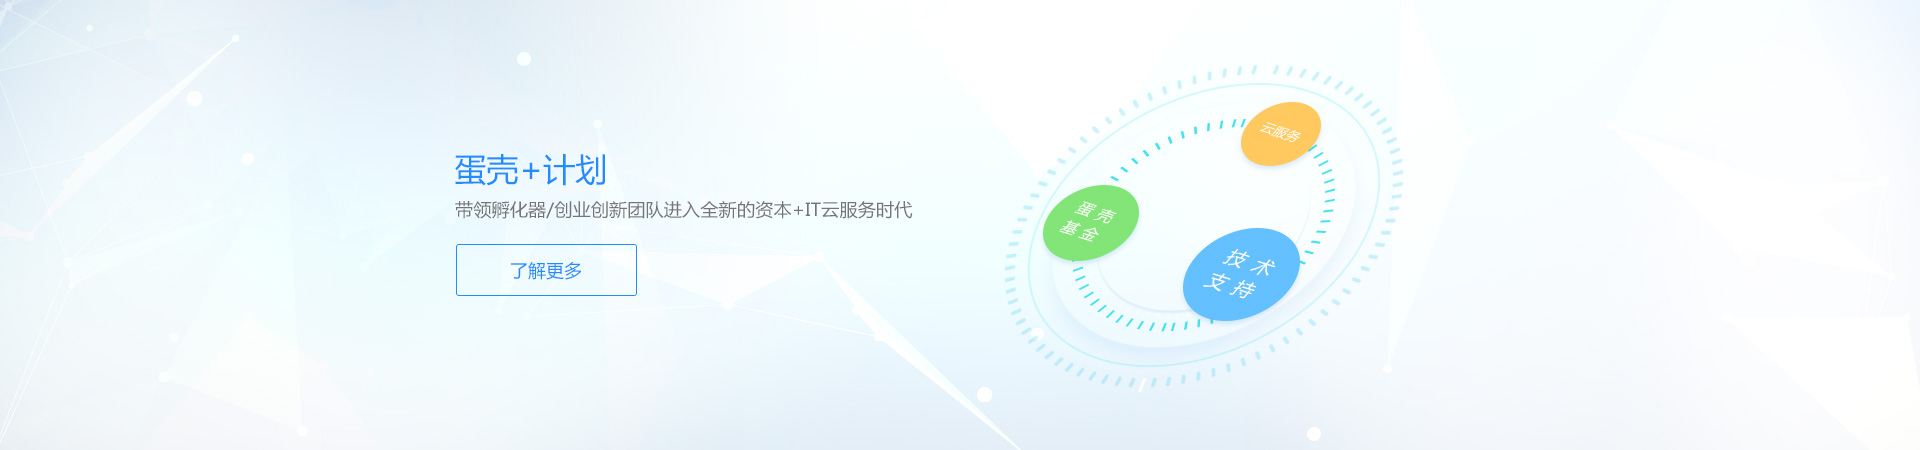 蛋壳+计划
带领孵化器/创业创新团队进入全新的资本+IT云服务时代
了解更多
云服务
蛋壳
基金
技术
支持